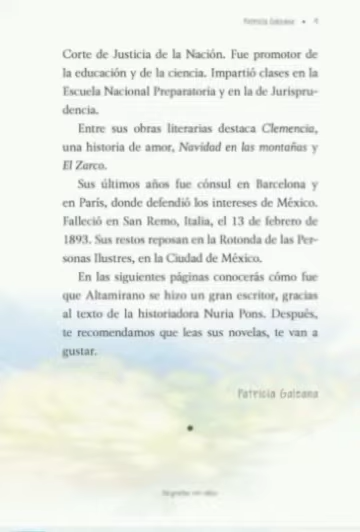 Patricia Galeana •
Corte de Justicia de la Nación. Fue promotor de
la educación y de la ciencia. Impartió clases en la
Escuela Nacional Preparatoria y en la de Jurispru-
dencia.
Entre sus obras literarias destaca Clemencia,
una historia de amor, Navidad en las montañas y
El Zarco.
Sus últimos años fue cónsul en Barcelona y
en París, donde defendió los intereses de México.
Falleció en San Remo, Italia, el 13 de febrero de
1893. Sus restos reposan en la Rotonda de las Per-
sonas Ilustres, en la Ciudad de México.
En las siguientes páginas conocerás cómo fue
que Altamirano se hizo un gran escritor, gracias
al texto de la historiadora Nuria Pons. Después,
te recomendamos que leas sus novelas, te van a
gustar.
Patricia Galeana